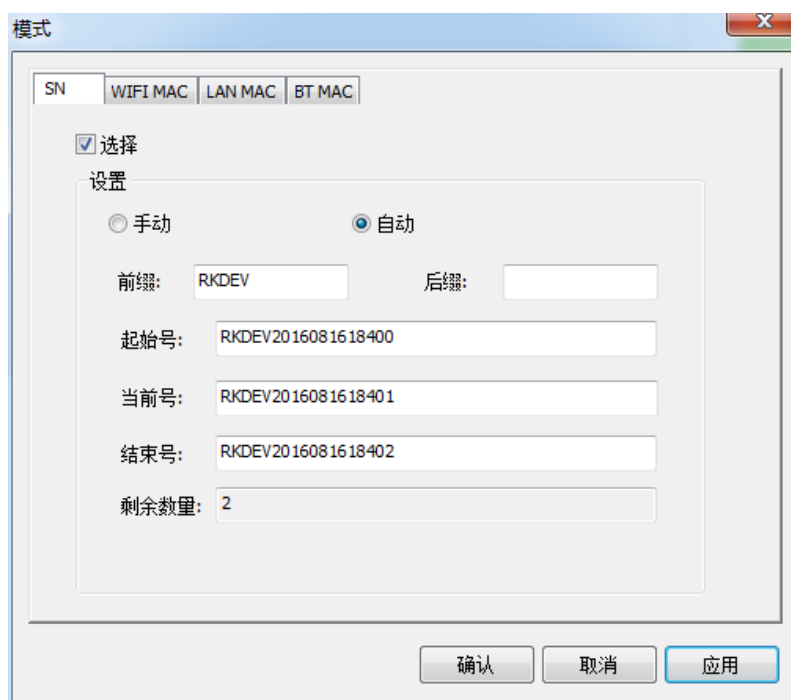 模式
SN WIFI MAC LAN MAC BT MAC
选择
设置
手动 自动
前缀: RKDEV 后缀:
起始号: RKDEV2016081618400
当前号: RKDEV2016081618401
结束号: RKDEV2016081618402
剩余数量: 2
确认 取消 应用